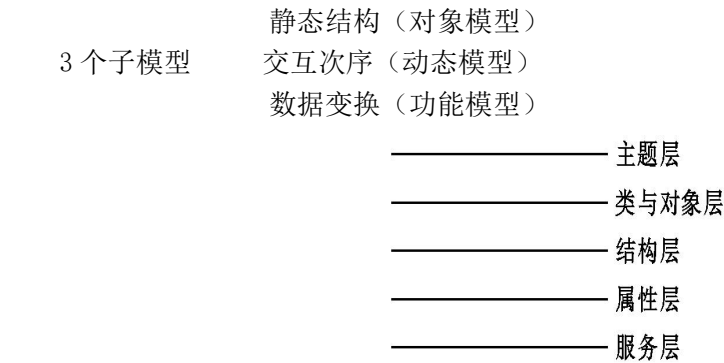 静态结构（对象模型）
3个子模型 交互次序（动态模型）
数据变换（功能模型）
主题层
类与对象层
结构层
属性层
服务层